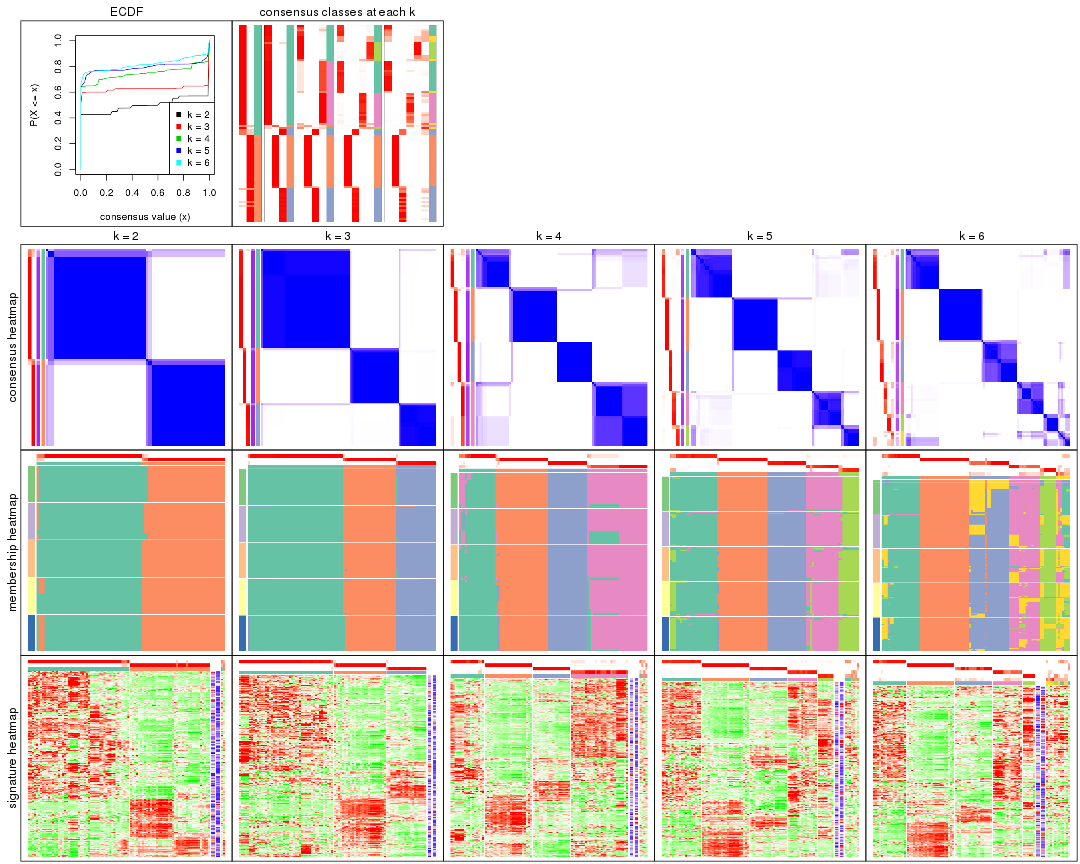 ECDF
consensus classes at each k
P(X <= x)
0.0 0.2 0.4 0.6 0.8 1.0
k = 2
k = 3
k = 4
k = 5
k = 6
0.0 0.2 0.4 0.6 0.8 1.0
consensus value (x)
k = 2
k = 3
k = 4
k = 5
k = 6
consensus heatmap
membership heatmap
signature heatmap